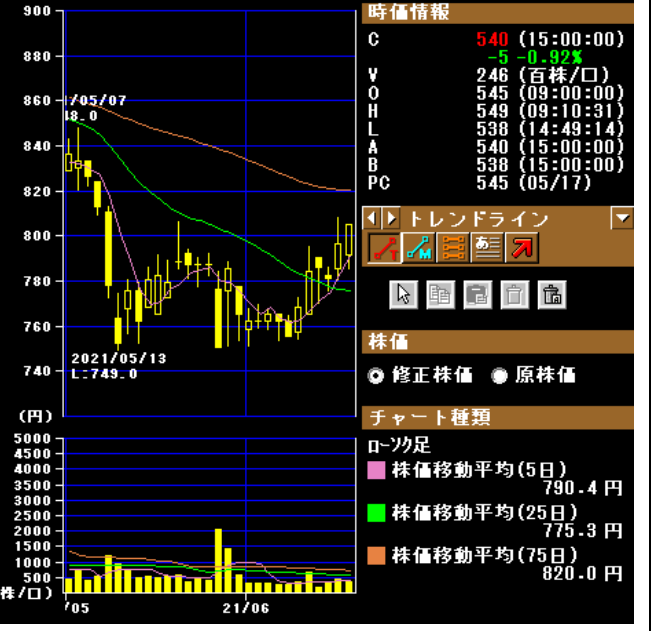 900
880
860
840
820
800
780
760
740
(円)
/05/07
2021/05/13
L:749.0
5000
4500
4000
3500
3000
2500
2000
1500
1000
500
株/口)
/05
21/06
時価情報
C 540 (15:00:00)
-5 -0.92%
V 246 (百株/口)
O 545 (09:00:00)
H 549 (09:10:31)
L 538 (14:49:14)
A 540 (15:00:00)
B 538 (15:00:00)
PC 545 (05/17)
トレンドライン
T
M
あ
株価
修正株価
原株価
チャート種類
ローソク足
株価移動平均(5日)
790.4 円
株価移動平均(25日)
775.3 円
株価移動平均(75日)
820.0 円